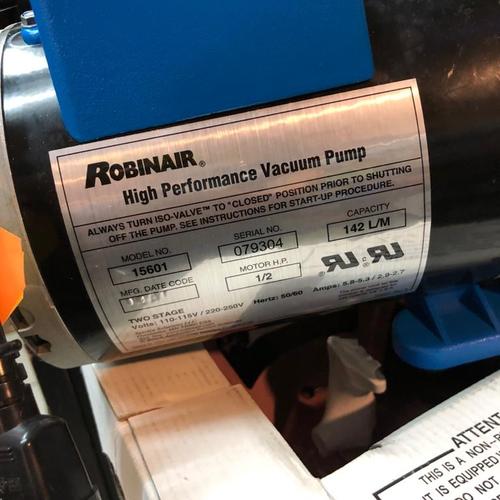 ROBINAIR®
High Performance Vacuum Pump
ALWAYS TURN ISO-VALVE™ TO "CLOSED" POSITION PRIOR TO SHUTTING
OFF THE PUMP. SEE INSTRUCTIONS FOR START-UP PROCEDURE.
MODEL NO. SERIAL NO. CAPACITY
15601 079304 142 L/M
MFG. DATE CODE MOTOR H.P.
1/2
TWO STAGE
Volts: 110-115V / 220-250V Hertz: 50/60 Amps: 5.8-5.3 / 2.9-2.7
ATTENT
THIS IS A NON-
IS EQUIPPED
DO NO